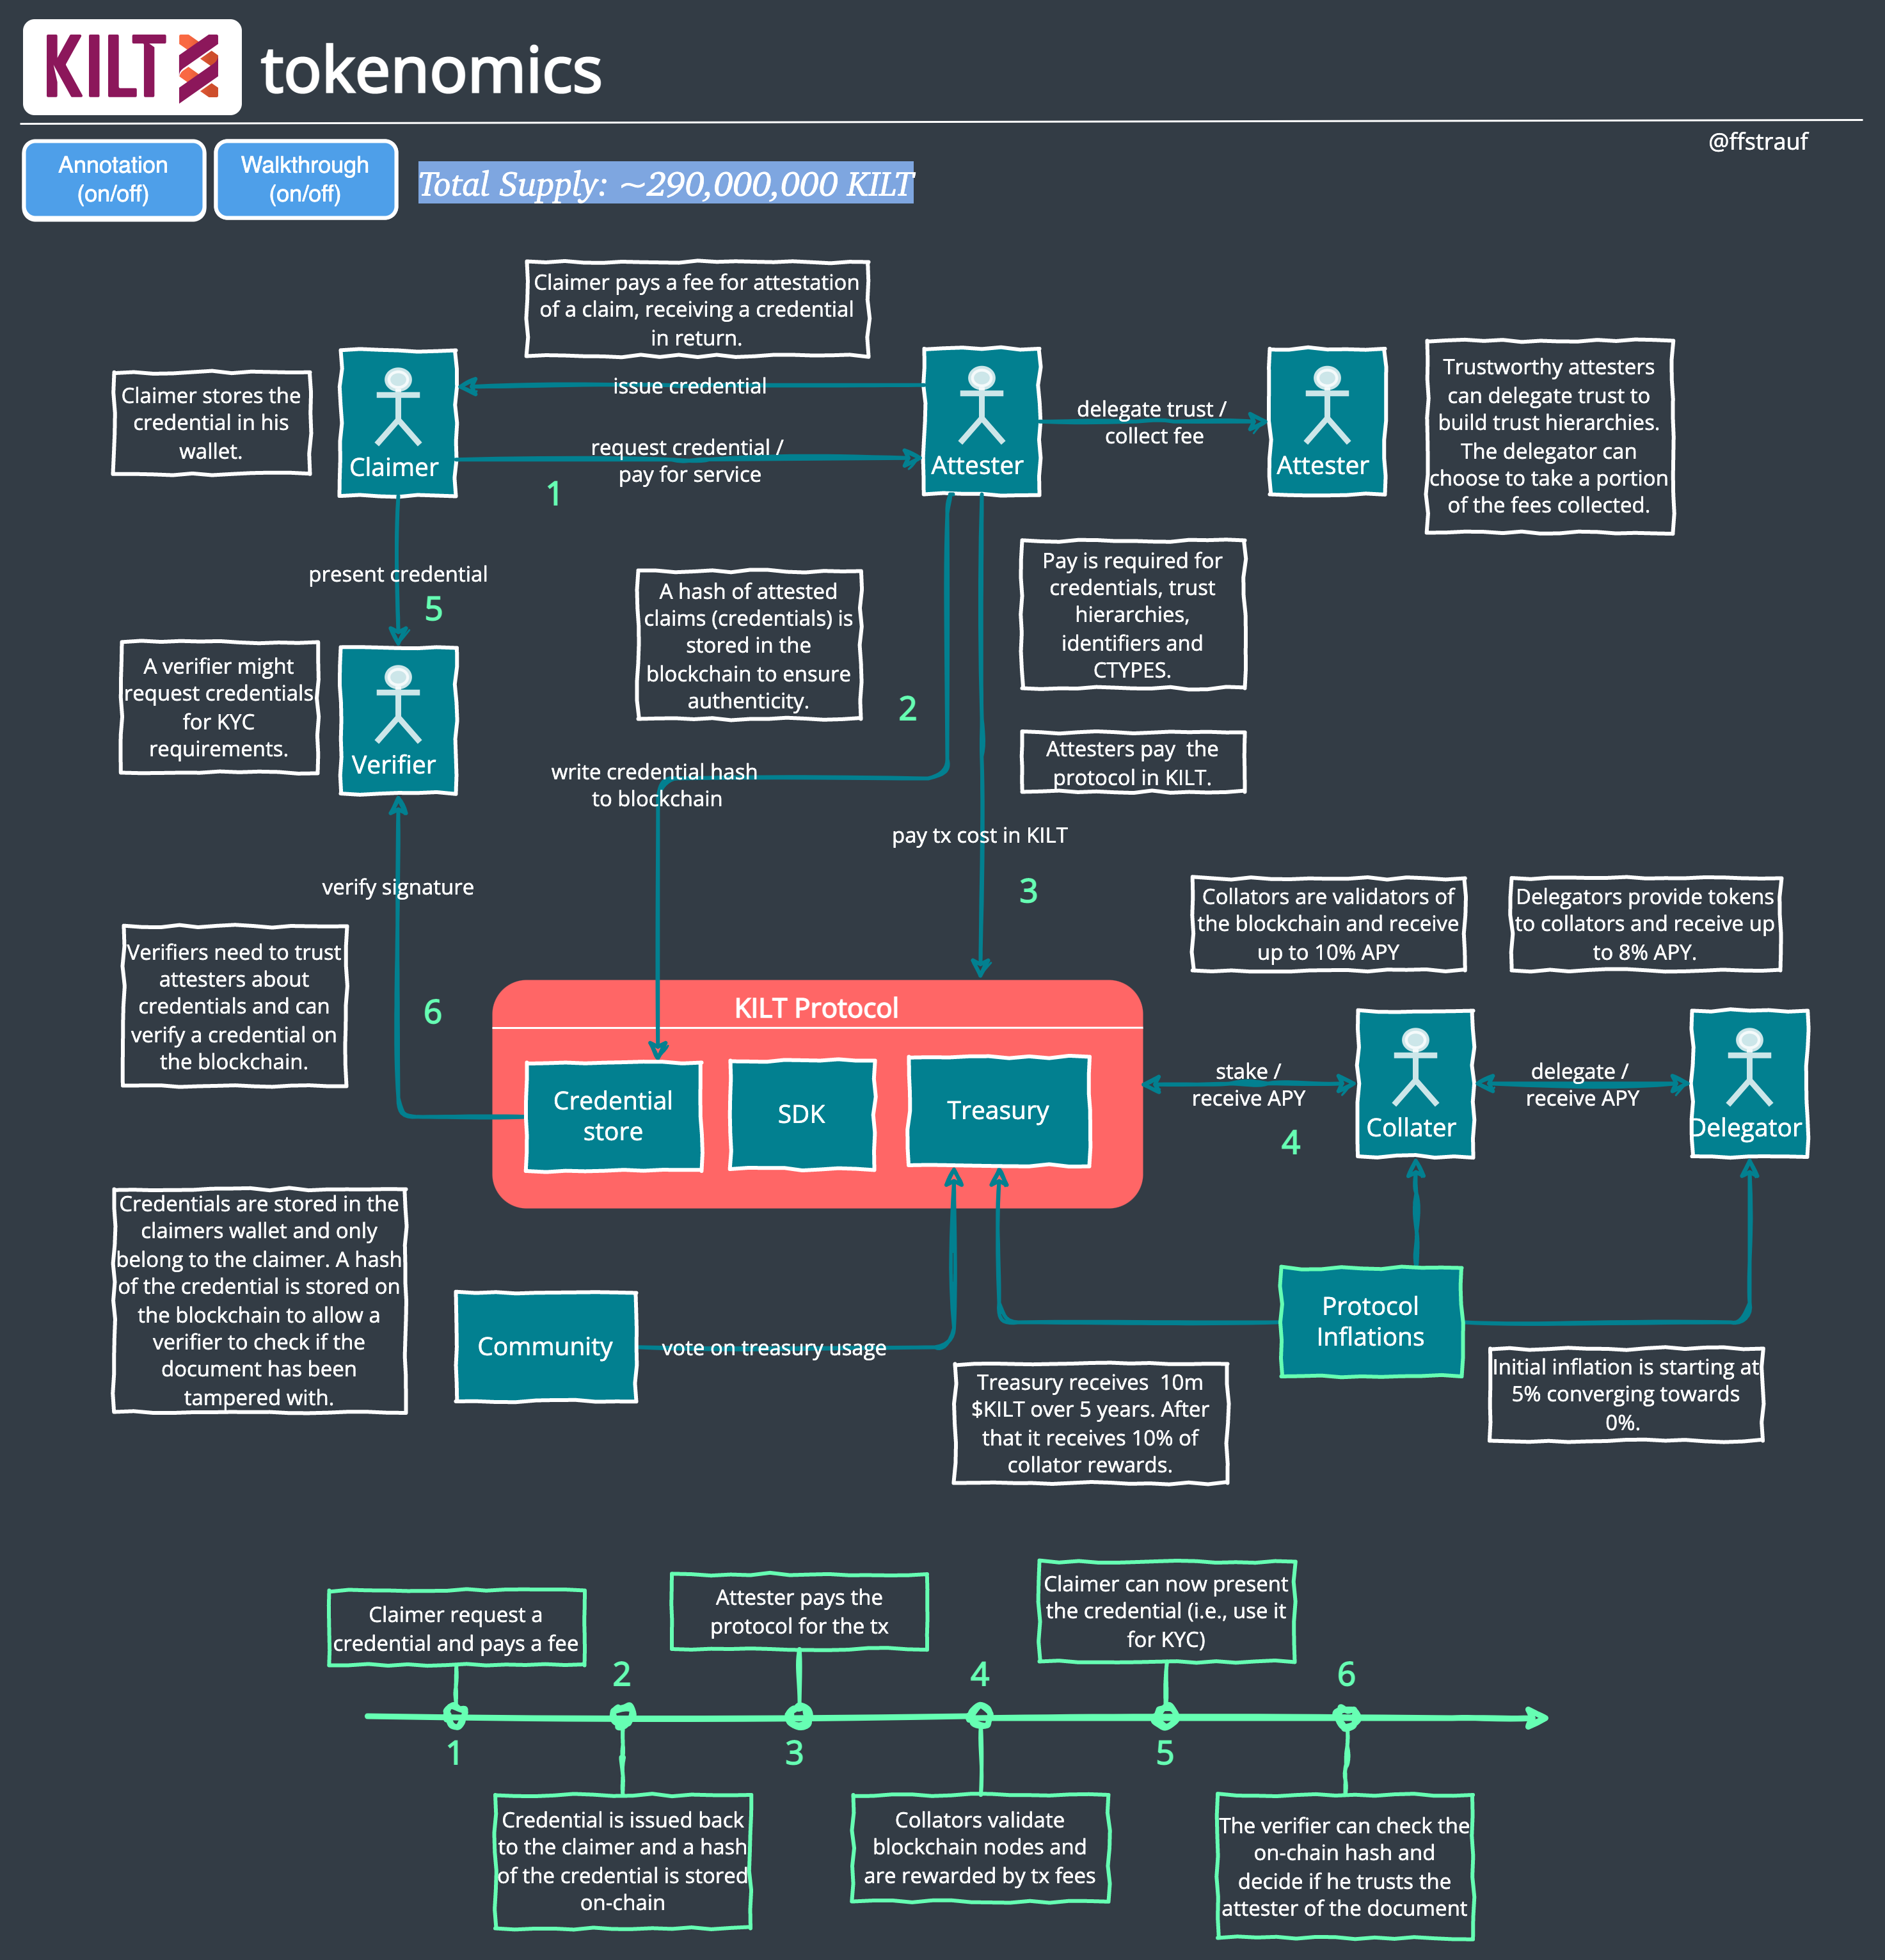 KILT tokenomics
@ffstrauf
Annotation
(on/off)
Walkthrough
(on/off)
Total Supply: ~290,000,000 KILT
Claimer pays a fee for attestation
of a claim, receiving a credential
in return.
Claimer stores the
credential in his
wallet.
Claimer
issue credential
request credential /
pay for service
1
Attester
delegate trust /
collect fee
Attester
Trustworthy attesters
can delegate trust to
build trust hierarchies.
The delegator can
choose to take a portion
of the fees collected.
present credential
5
A hash of attested
claims (credentials) is
stored in the
blockchain to ensure
authenticity.
2
Pay is required for
credentials, trust
hierarchies,
identifiers and
CTYPES.
A verifier might
request credentials
for KYC
requirements.
Verifier
Attesters pay  the
protocol in KILT.
write credential hash
to blockchain
pay tx cost in KILT
3
verify signature
Collators are validators of
the blockchain and receive
up to 10% APY
Delegators provide tokens
to collators and receive up
to 8% APY.
Verifiers need to trust
attesters about
credentials and can
verify a credential on
the blockchain.
6
KILT Protocol
Credential
store
SDK
Treasury
stake /
receive APY
4
Collater
delegate /
receive APY
Delegator
Credentials are stored in the
claimers wallet and only
belong to the claimer. A hash
of the credential is stored on
the blockchain to allow a
verifier to check if the
document has been
tampered with.
Community
vote on treasury usage
Protocol
Inflations
Treasury receives  10m
$KILT over 5 years. After
that it receives 10% of
collator rewards.
Initial inflation is starting at
5% converging towards
0%.
Claimer request a
credential and pays a fee
Attester pays the
protocol for the tx
Claimer can now present
the credential (i.e., use it
for KYC)
2
4
6
1
3
5
Credential is issued back
to the claimer and a hash
of the credential is stored
on-chain
Collators validate
blockchain nodes and
are rewarded by tx fees
The verifier can check the
on-chain hash and
decide if he trusts the
attester of the document